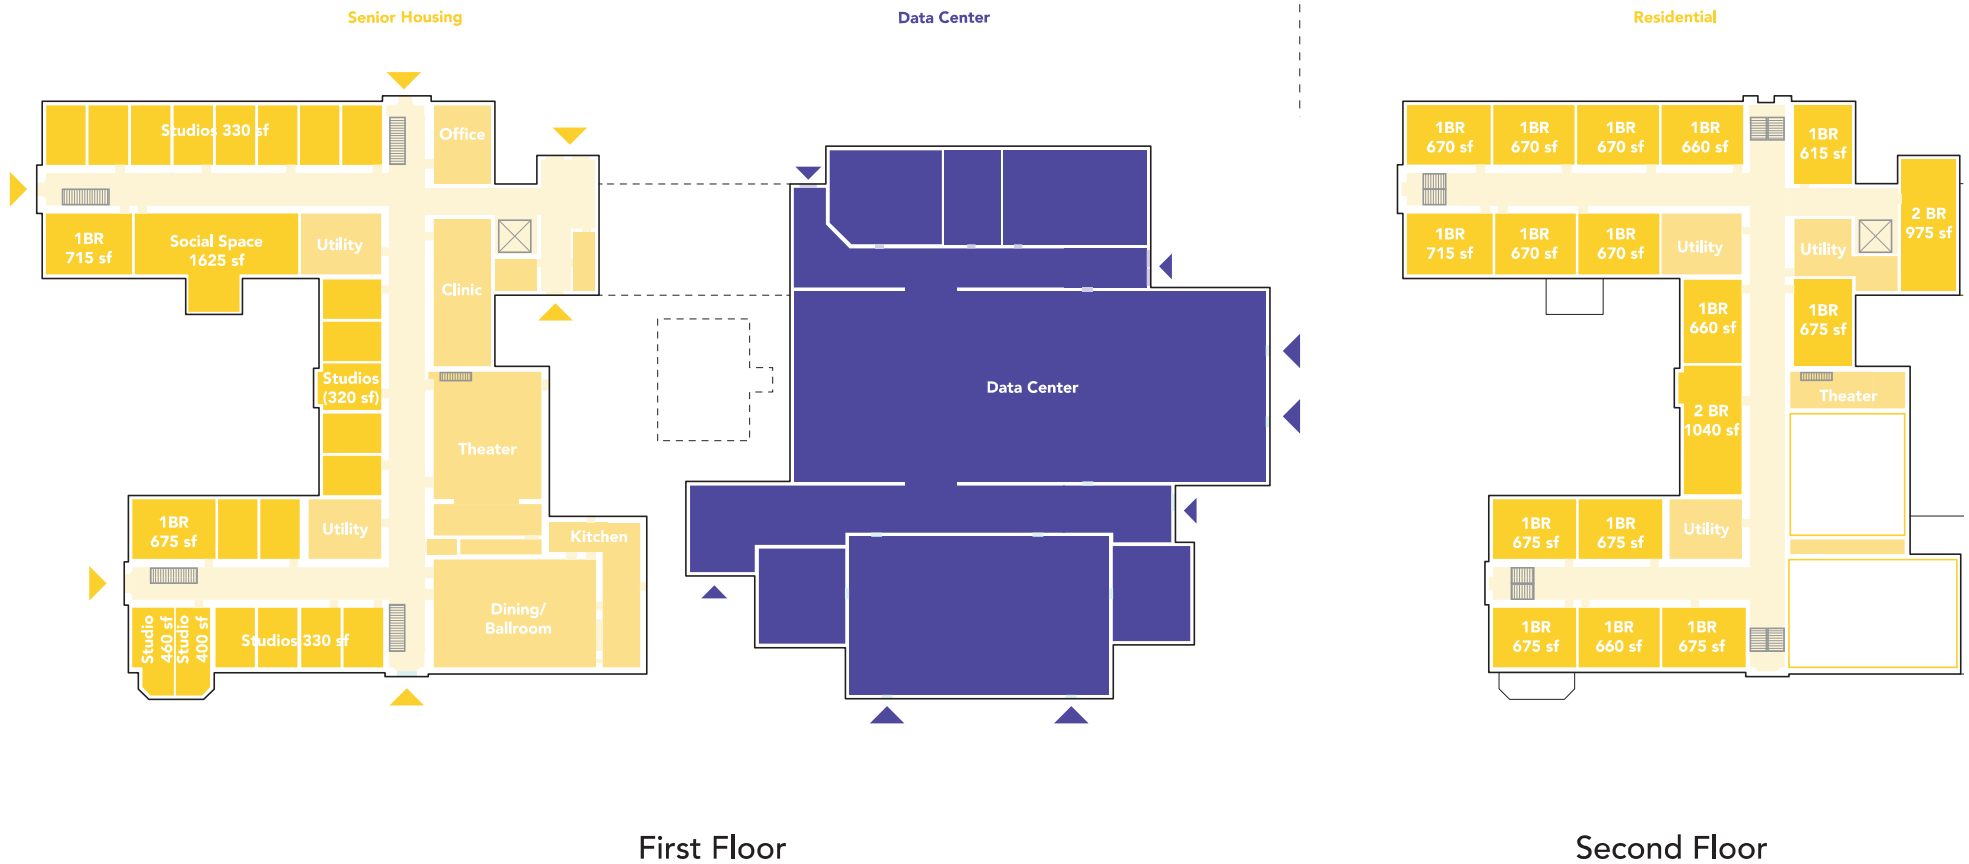 Senior Housing
Data Center
Residential
Studios 330 sf
Office
1BR
715 sf
Social Space
1625 sf
Utility
Clinic
Studios
(320 sf)
Theater
1BR
675 sf
Utility
Kitchen
Studio
460 sf
Studio
400 sf
Studios 330 sf
Dining/
Ballroom
Data Center
1BR
670 sf
1BR
670 sf
1BR
670 sf
1BR
660 sf
1BR
615 sf
2 BR
975 sf
1BR
715 sf
1BR
670 sf
1BR
670 sf
Utility
Utility
1BR
660 sf
1BR
675 sf
2 BR
1040 sf
Theater
1BR
675 sf
1BR
675 sf
Utility
1BR
675 sf
1BR
660 sf
1BR
675 sf
First Floor
Second Floor